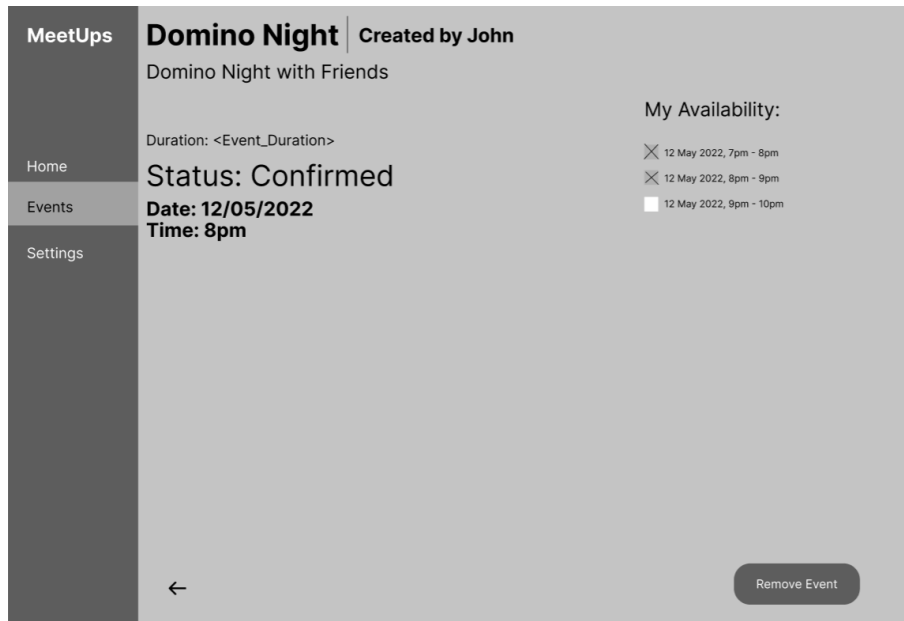 MeetUps
Home
Events
Settings
Domino Night Created by John
Domino Night with Friends
Duration: <Event_Duration>
Status: Confirmed
Date: 12/05/2022
Time: 8pm
My Availability:
12 May 2022, 7pm - 8pm
12 May 2022, 8pm - 9pm
12 May 2022, 9pm - 10pm
Remove Event